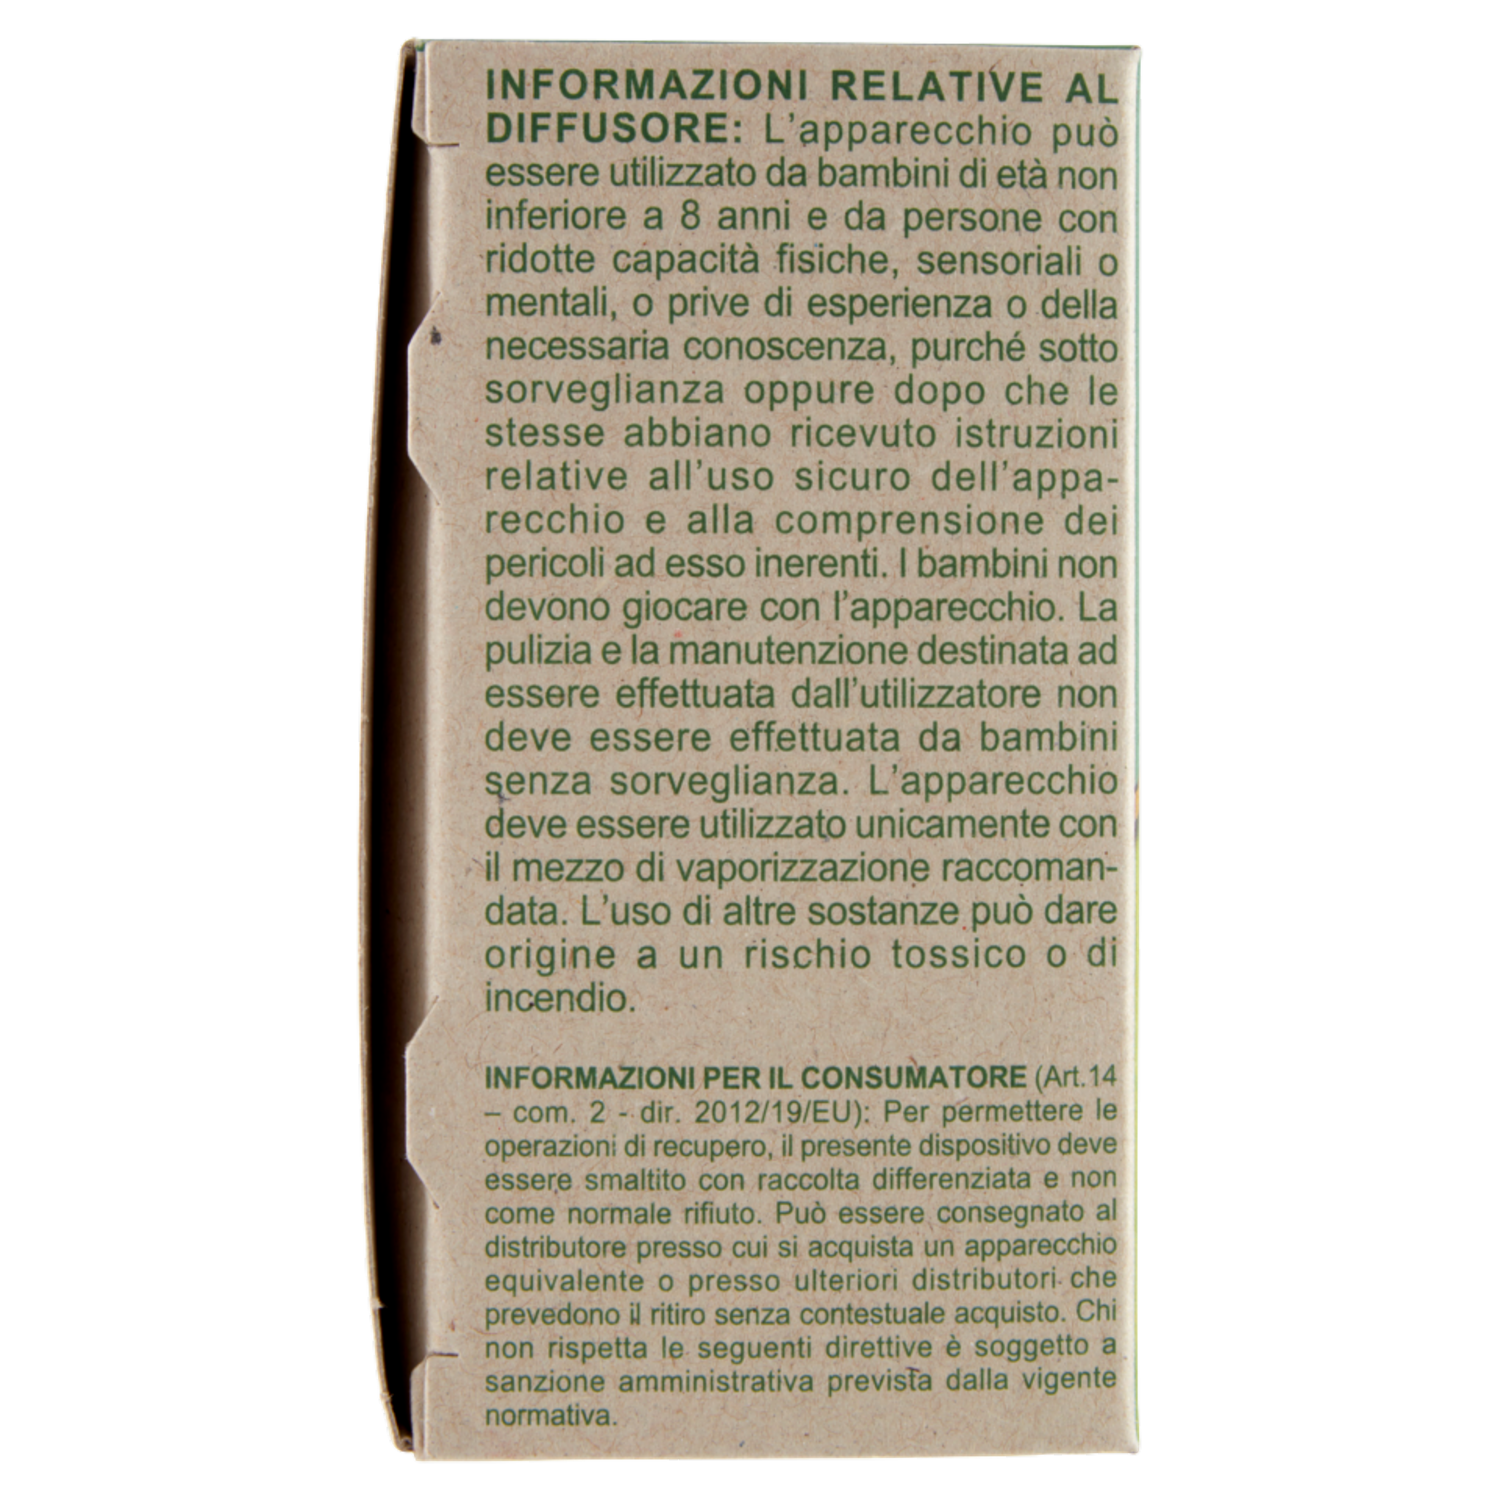 INFORMAZIONI RELATIVE AL
DIFFUSORE: L'apparecchio può
essere utilizzato da bambini di età non
inferiore a 8 anni e da persone con
ridotte capacità fisiche, sensoriali o
mentali, o prive di esperienza o della
necessaria conoscenza, purché sotto
sorveglianza oppure dopo che le
stesse abbiano ricevuto istruzioni
relative all'uso sicuro dell'appa-
recchio e alla comprensione dei
pericoli ad esso inerenti. I bambini non
devono giocare con l'apparecchio. La
pulizia e la manutenzione destinata ad
essere effettuata dall'utilizzatore non
deve essere effettuata da bambini
senza sorveglianza. L'apparecchio
deve essere utilizzato unicamente con
il mezzo di vaporizzazione raccoman-
data. L'uso di altre sostanze può dare
origine a un rischio tossico o di
incendio.
INFORMAZIONI PER IL CONSUMATORE (Art.14
– com. 2 - dir. 2012/19/EU): Per permettere le
operazioni di recupero, il presente dispositivo deve
essere smaltito con raccolta differenziata e non
come normale rifiuto. Può essere consegnato al
distributore presso cui si acquista un apparecchio
equivalente o presso ulteriori distributori che
prevedono il ritiro senza contestuale acquisto. Chi
non rispetta le seguenti direttive è soggetto a
sanzione amministrativa prevista dalla vigente
normativa.